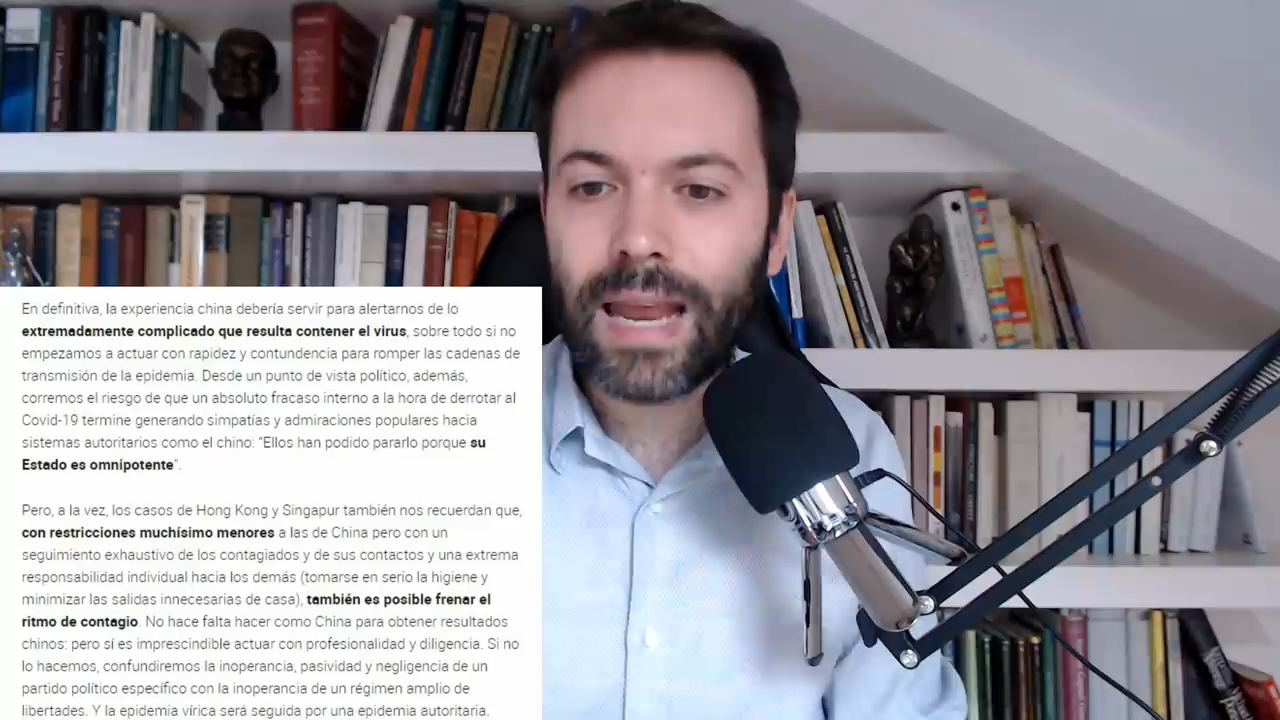 En definitiva, la experiencia china debería servir para alertarnos de lo
extremadamente complicado que resulta contener el virus, sobre todo si no
empezamos a actuar con rapidez y contundencia para romper las cadenas de
transmisión de la epidemia. Desde un punto de vista político, además,
corremos el riesgo de que un absoluto fracaso interno a la hora de derrotar al
Covid-19 termine generando simpatías y admiraciones populares hacia
sistemas autoritarios como el chino: “Ellos han podido pararlo porque su
Estado es omnipotente”.
Pero, a la vez, los casos de Hong Kong y Singapur también nos recuerdan que,
con restricciones muchísimo menores a las de China pero con un
seguimiento exhaustivo de los contagiados y de sus contactos y una extrema
responsabilidad individual hacia los demás (tomarse en serio la higiene y
minimizar las salidas innecesarias de casa), también es posible frenar el
ritmo de contagio. No hace falta hacer como China para obtener resultados
chinos: pero sí es imprescindible actuar con profesionalidad y diligencia. Si no
lo hacemos, confundiremos la inoperancia, pasividad y negligencia de un
partido político específico con la inoperancia de un régimen amplio de
libertades. Y la epidemia vírica será seguida por una epidemia autoritaria.